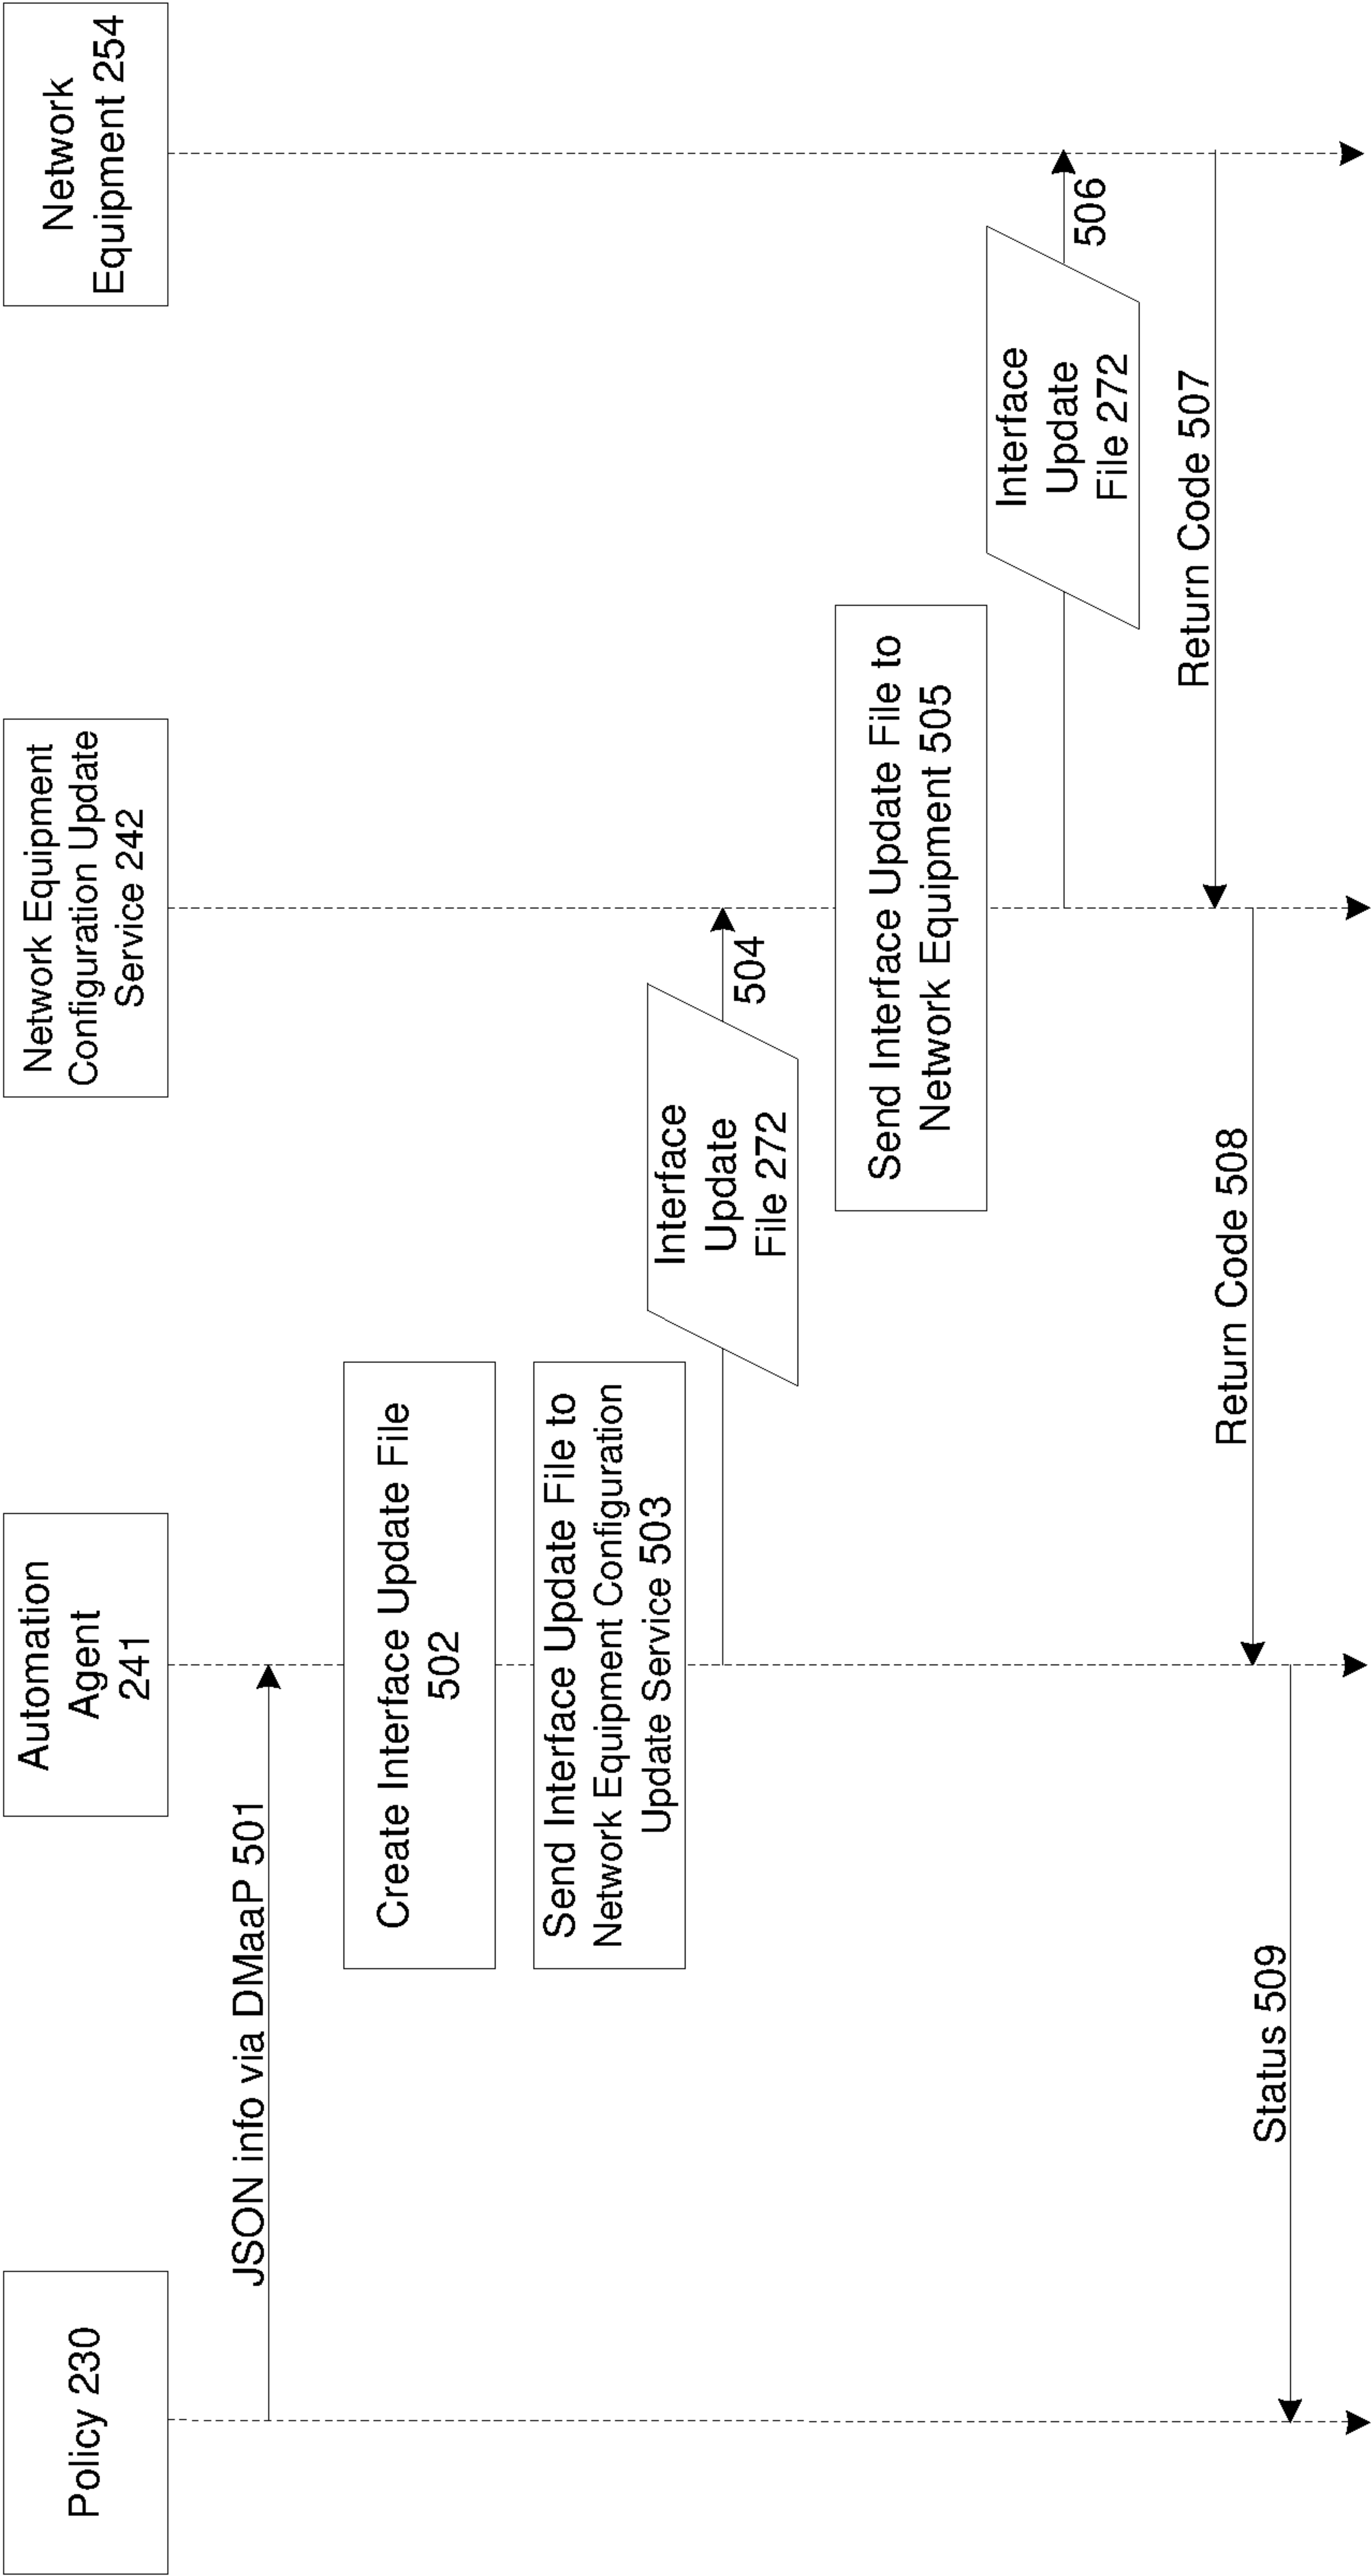 Policy 230
Automation
Agent
241
Network Equipment
Configuration Update
Service 242
Network
Equipment 254
JSON info via DMaaP 501
Create Interface Update File
502
Send Interface Update File to
Network Equipment Configuration
Update Service 503
Interface
Update
File 272
504
Send Interface Update File to
Network Equipment 505
Interface
Update
File 272
506
Return Code 507
Return Code 508
Status 509